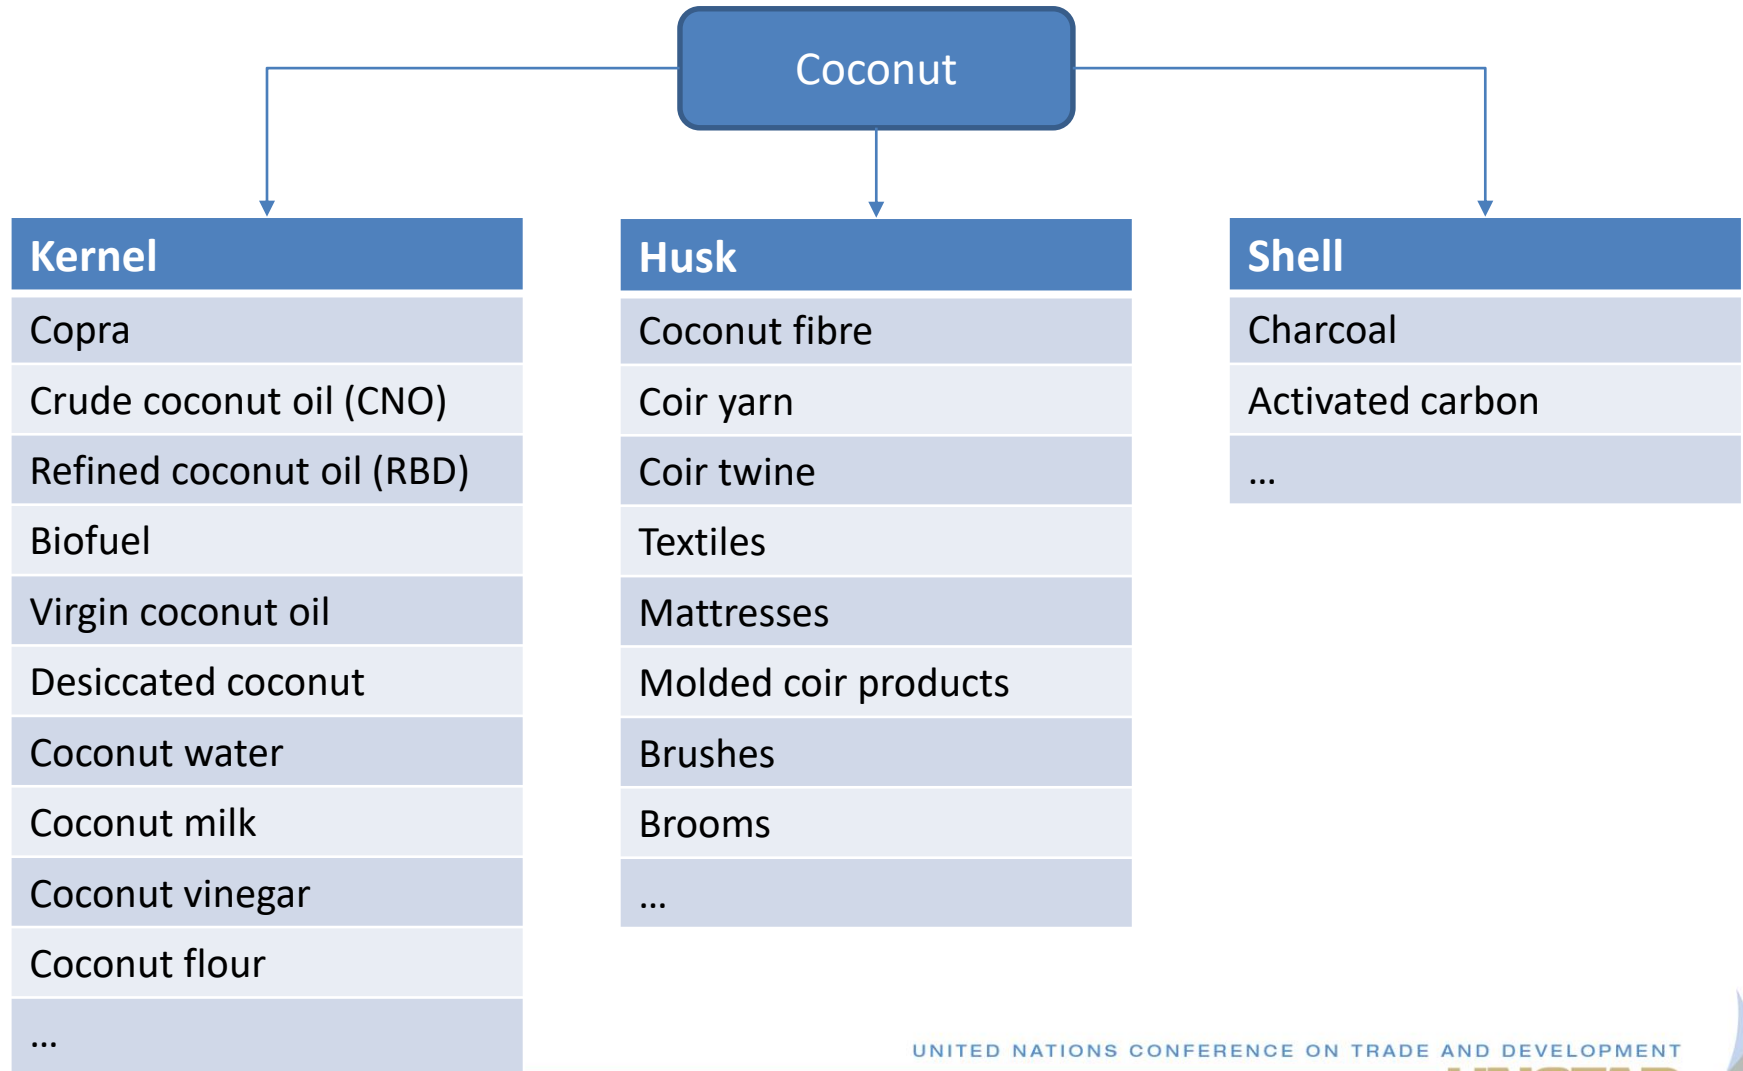 Coconut
Kernel
Copra
Crude coconut oil (CNO)
Refined coconut oil (RBD)
Biofuel
Virgin coconut oil
Desiccated coconut
Coconut water
Coconut milk
Coconut vinegar
Coconut flour
...
Husk
Coconut fibre
Coir yarn
Coir twine
Textiles
Mattresses
Molded coir products
Brushes
Brooms
...
Shell
Charcoal
Activated carbon
...
UNITED NATIONS CONFERENCE ON TRADE AND DEVELOPMENT